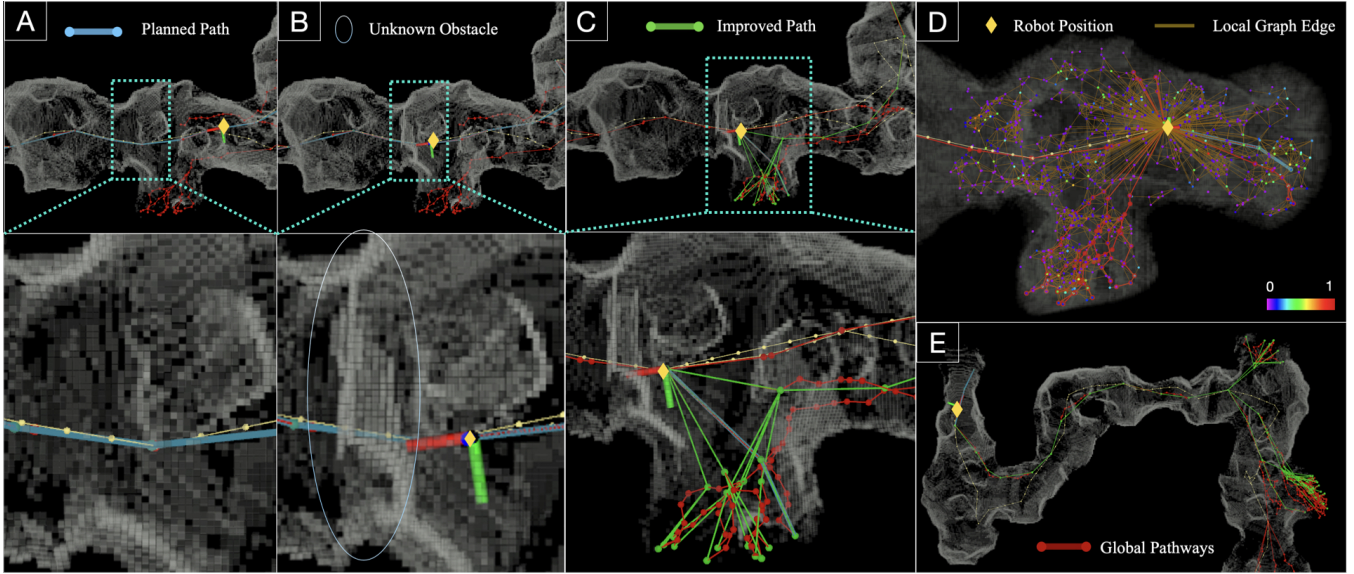 A
Planned Path
B
Unknown Obstacle
C
Improved Path
D
Robot Position
Local Graph Edge
0
1
E
Global Pathways